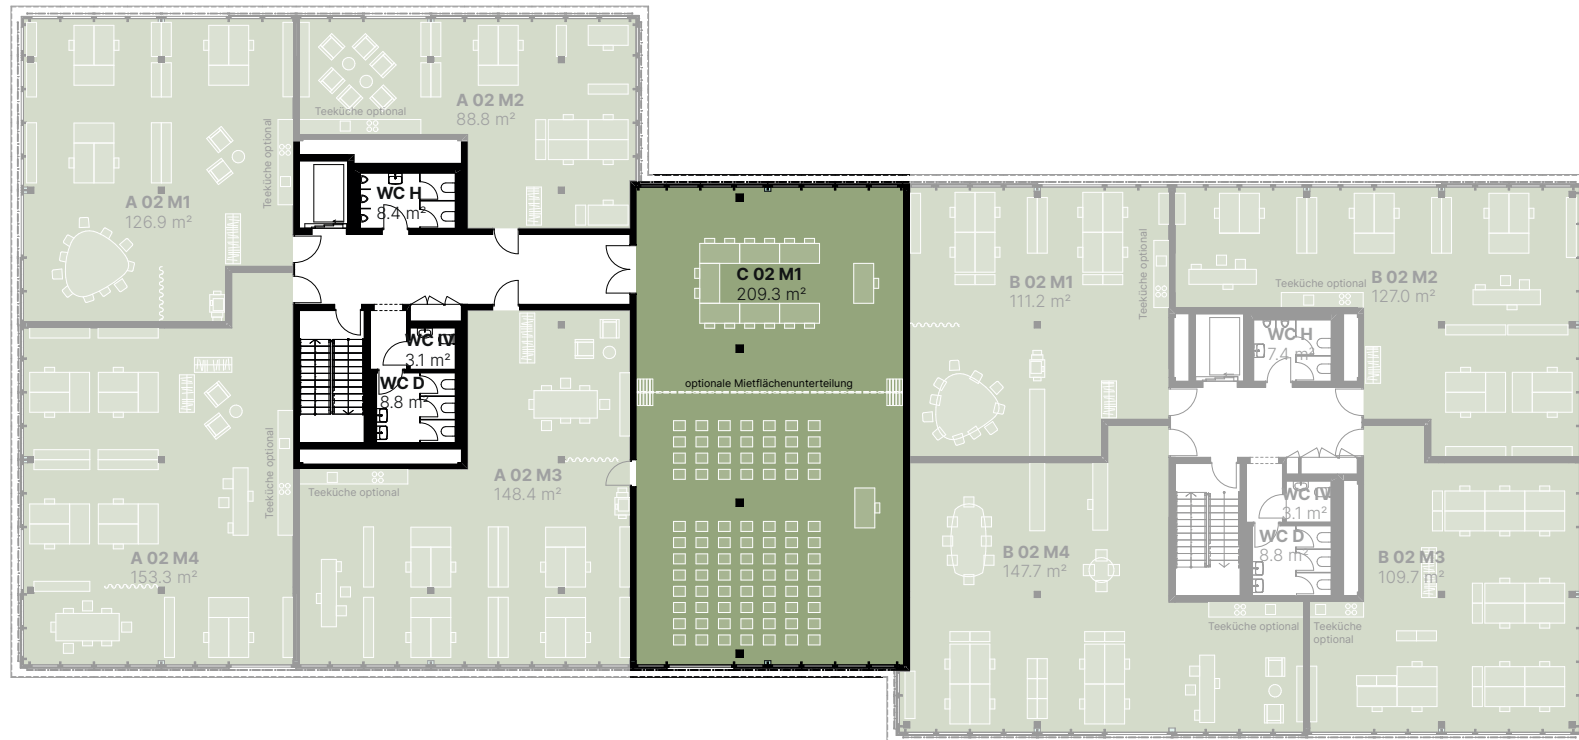 A 02 M2
88.8 m²
Teeküche optional
Teeküche optional
A 02 M1
126.9 m²
WC H
8.4 m²
C 02 M1
209.3 m²
B 02 M1
111.2 m²
Teeküche optional
Teeküche optional
B 02 M2
127.0 m²
WC H
7.4 m²
WC IV
3.1 m²
WC D
8.8 m²
optionale Mietflächenunterteilung
Teeküche optional
Teeküche optional
A 02 M3
148.4 m²
A 02 M4
153.3 m²
B 02 M4
147.7 m²
WC IV
3.1 m²
WC D
8.8 m²
B 02 M3
109.7 m²
Teeküche optional
Teeküche
optional